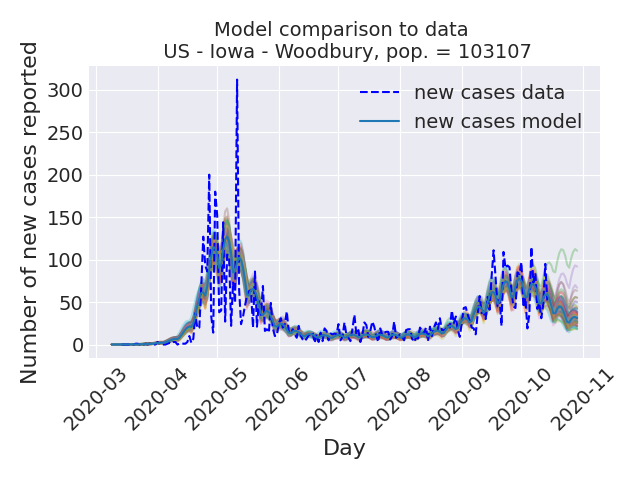 Model comparison to data
US - Iowa - Woodbury, pop. = 103107
Number of new cases reported
300
250
200
150
100
50
0
new cases data
new cases model
2020-03
2020-04
2020-05
2020-06
2020-07
2020-08
2020-09
2020-10
2020-11
Day